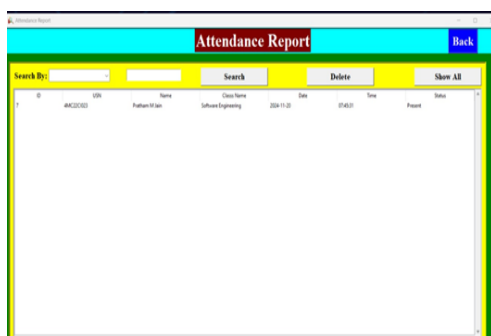 Attendance Report
Attendance Report Back
Search By: Search Delete Show All
ID USN Name Class Name Date Time Status
7 4MC22CI023 Pratham M Jain Software Engineering 2024-11-20 07:45:01 Present